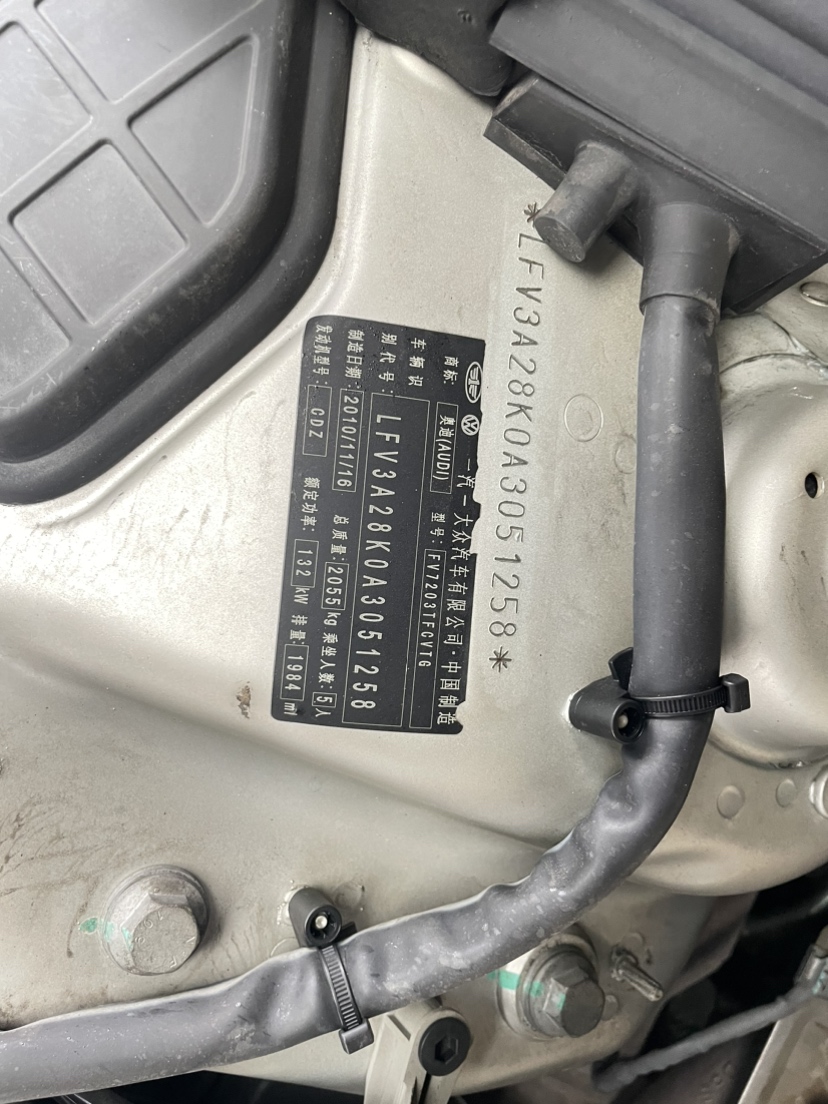 *LFV3A28K0A3051258*
一汽一大众汽车有限公司·中国制造
商标: 奥迪(AUDI) 型号: FV7203TFCVTG
车辆识别代号: LFV3A28K0A3051258
制造日期: 2010/11/16 总质量: 2055 kg 乘坐人数: 5 人
发动机型号: CDZ 额定功率: 132 kW 排量: 1984 ml